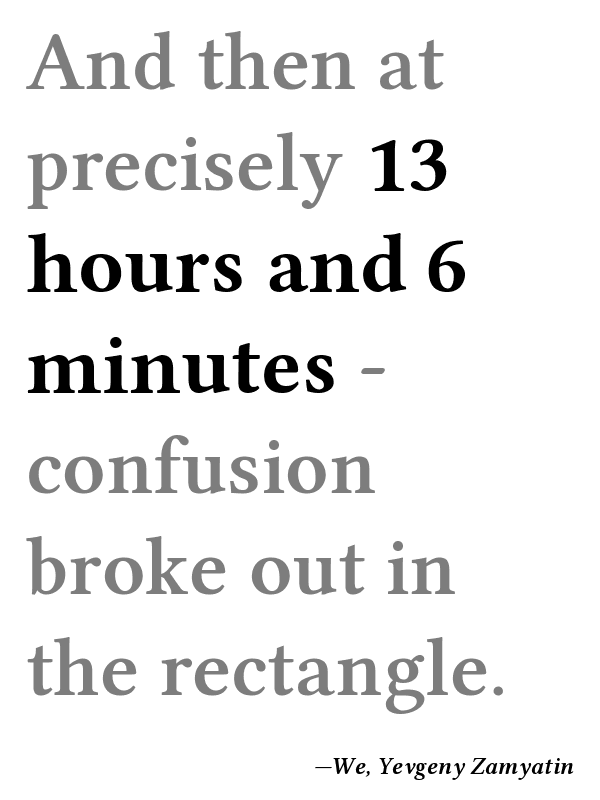 And then at
precisely 13
hours and 6
minutes -
confusion
broke out in
the rectangle.
—We, Yevgeny Zamyatin